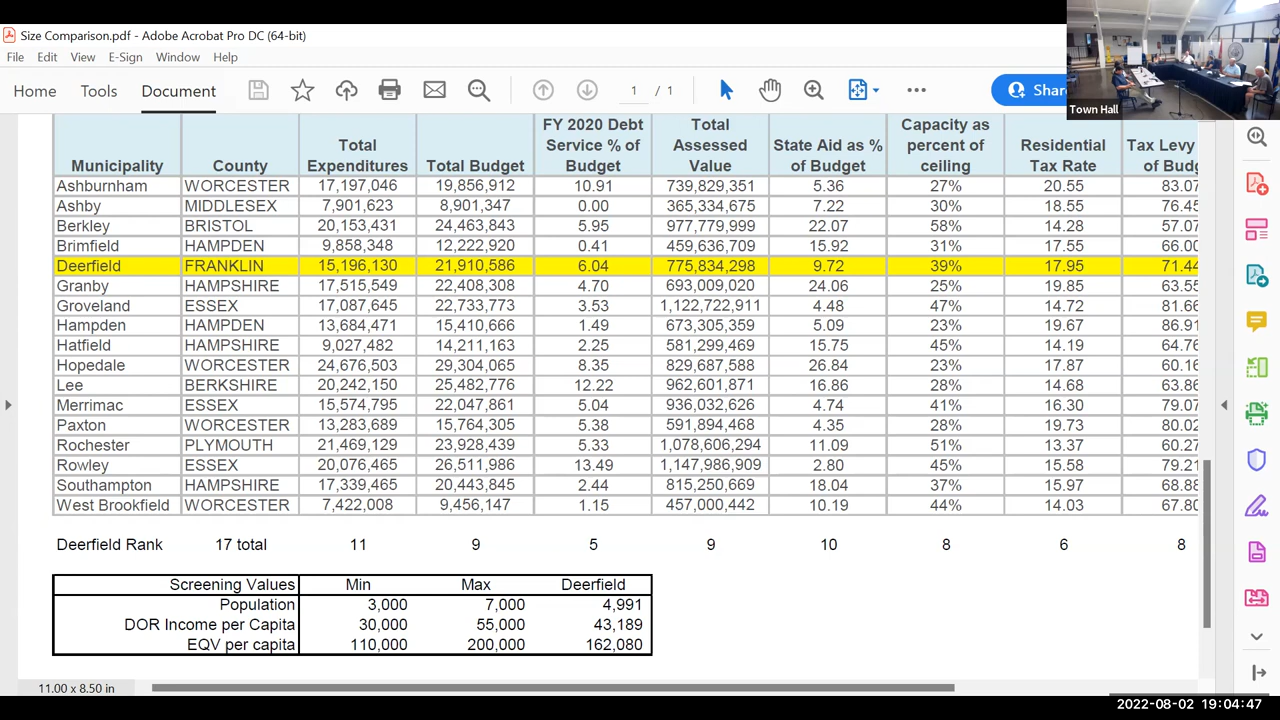 Size Comparison.pdf - Adobe Acrobat Pro DC (64-bit)
File Edit View E-Sign Window Help
Home Tools Document 1 / 1 Shar
Town Hall
Municipality County Total Expenditures Total Budget FY 2020 Debt Service % of Budget Total Assessed Value State Aid as % of Budget Capacity as percent of ceiling Residential Tax Rate Tax Levy of Budg
Ashburnham WORCESTER 17,197,046 19,856,912 10.91 739,829,351 5.36 27% 20.55 83.07
Ashby MIDDLESEX 7,901,623 8,901,347 0.00 365,334,675 7.22 30% 18.55 76.45
Berkley BRISTOL 20,153,431 24,463,843 5.95 977,779,999 22.07 58% 14.28 57.07
Brimfield HAMPDEN 9,858,348 12,222,920 0.41 459,636,709 15.92 31% 17.55 66.00
Deerfield FRANKLIN 15,196,130 21,910,586 6.04 775,834,298 9.72 39% 17.95 71.44
Granby HAMPSHIRE 17,515,549 22,408,308 4.70 693,009,020 24.06 25% 19.85 63.55
Groveland ESSEX 17,087,645 22,733,773 3.53 1,122,722,911 4.48 47% 14.72 81.66
Hampden HAMPDEN 13,684,471 15,410,666 1.49 673,305,359 5.09 23% 19.67 86.91
Hatfield HAMPSHIRE 9,027,482 14,211,163 2.25 581,299,469 15.75 45% 14.19 64.76
Hopedale WORCESTER 24,676,503 29,304,065 8.35 829,687,588 26.84 23% 17.87 60.16
Lee BERKSHIRE 20,242,150 25,482,776 12.22 962,601,871 16.86 28% 14.68 63.86
Merrimac ESSEX 15,574,795 22,047,861 5.04 936,032,626 4.74 41% 16.30 79.07
Paxton WORCESTER 13,283,689 15,764,305 5.38 591,894,468 4.35 28% 19.73 80.02
Rochester PLYMOUTH 21,469,129 23,928,439 5.33 1,078,606,294 11.09 51% 13.37 60.27
Rowley ESSEX 20,076,465 26,511,986 13.49 1,147,986,909 2.80 45% 15.58 79.21
Southampton HAMPSHIRE 17,339,465 20,443,845 2.44 815,250,669 18.04 37% 15.97 68.88
West Brookfield WORCESTER 7,422,008 9,456,147 1.15 457,000,442 10.19 44% 14.03 67.80
Deerfield Rank 17 total 11 9 5 9 10 8 6 8
Screening Values Min Max Deerfield
Population 3,000 7,000 4,991
DOR Income per Capita 30,000 55,000 43,189
EQV per capita 110,000 200,000 162,080
11.00 x 8.50 in
2022-08-02 19:04:47